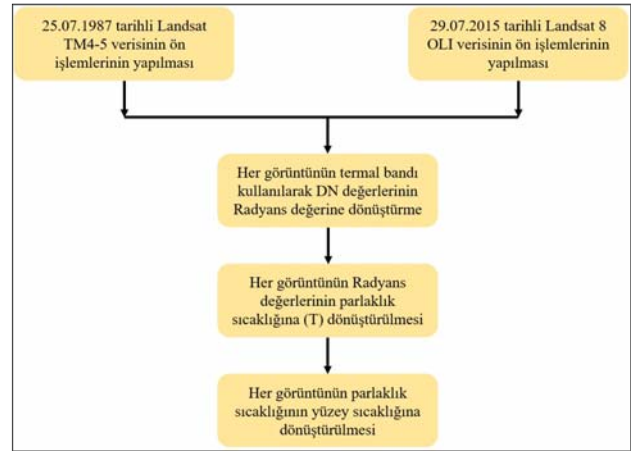 25.07.1987 tarihli Landsat
TM4-5 verisinin ön
işlemlerinin yapılması
29.07.2015 tarihli Landsat 8
OLI verisinin ön işlemlerinin
yapılması
Her görüntünün termal bandı
kullanılarak DN değerlerinin
Radyans değerine dönüştürme
Her görüntünün Radyans
değerlerinin parlaklık
sıcaklığına (T) dönüştürülmesi
Her görüntünün parlaklık
sıcaklığının yüzey sıcaklığına
dönüştürülmesi